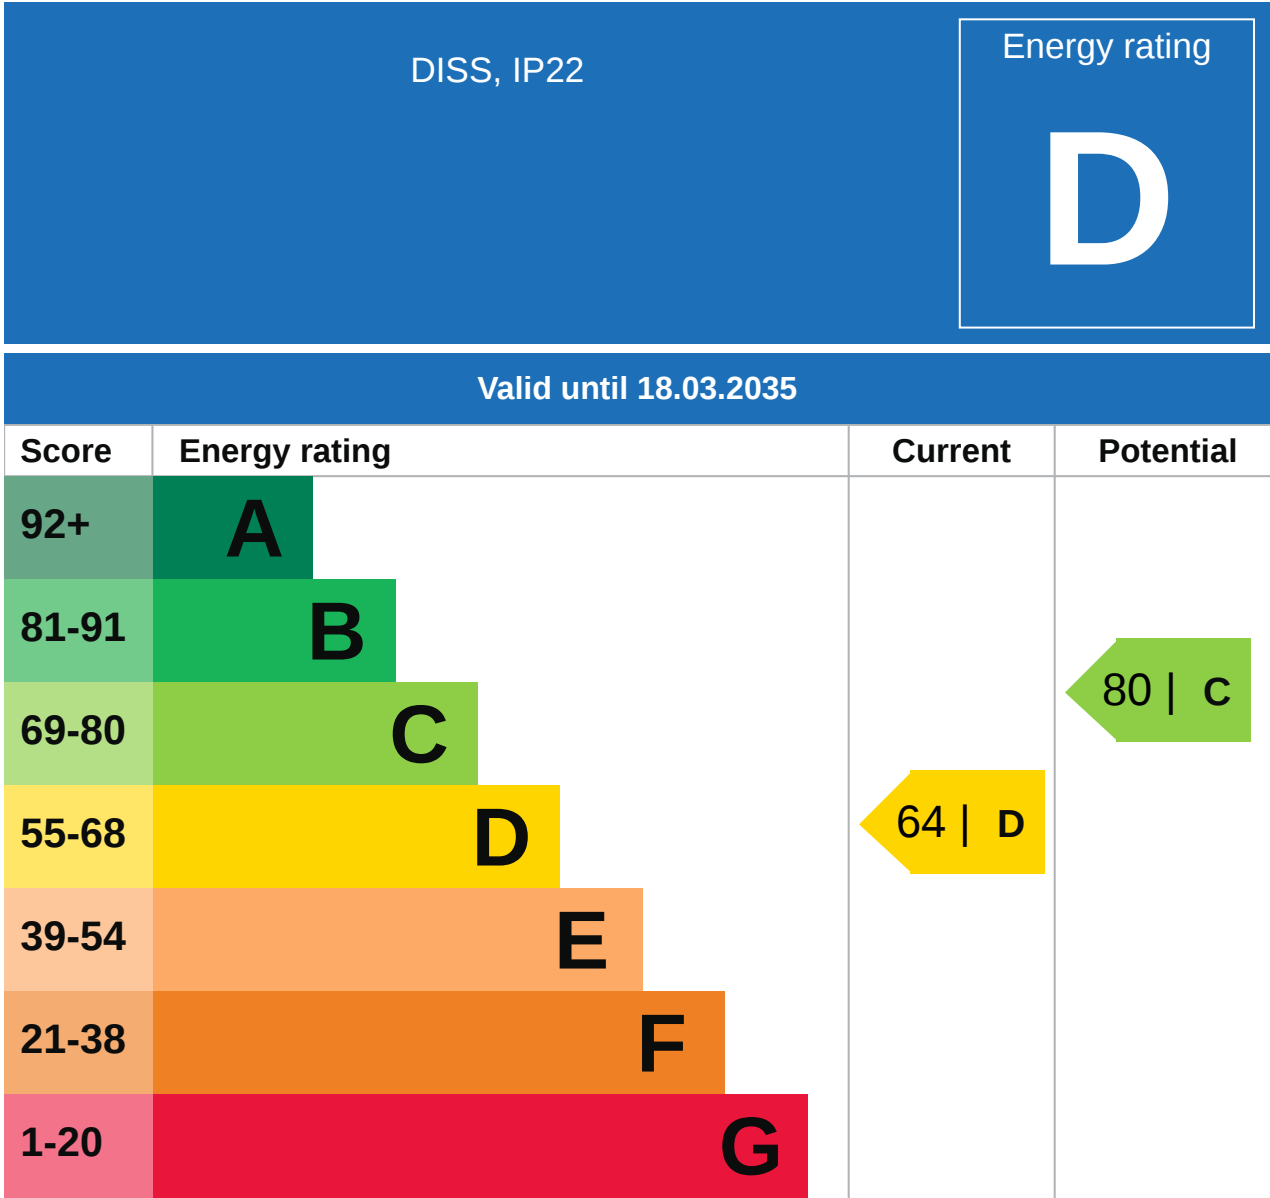 DISS, IP22
Energy rating
D
Valid until 18.03.2035
Score Energy rating Current Potential
92+ A
81-91 B
69-80 C
80 | C
55-68 D
64 | D
39-54 E
21-38 F
1-20 G